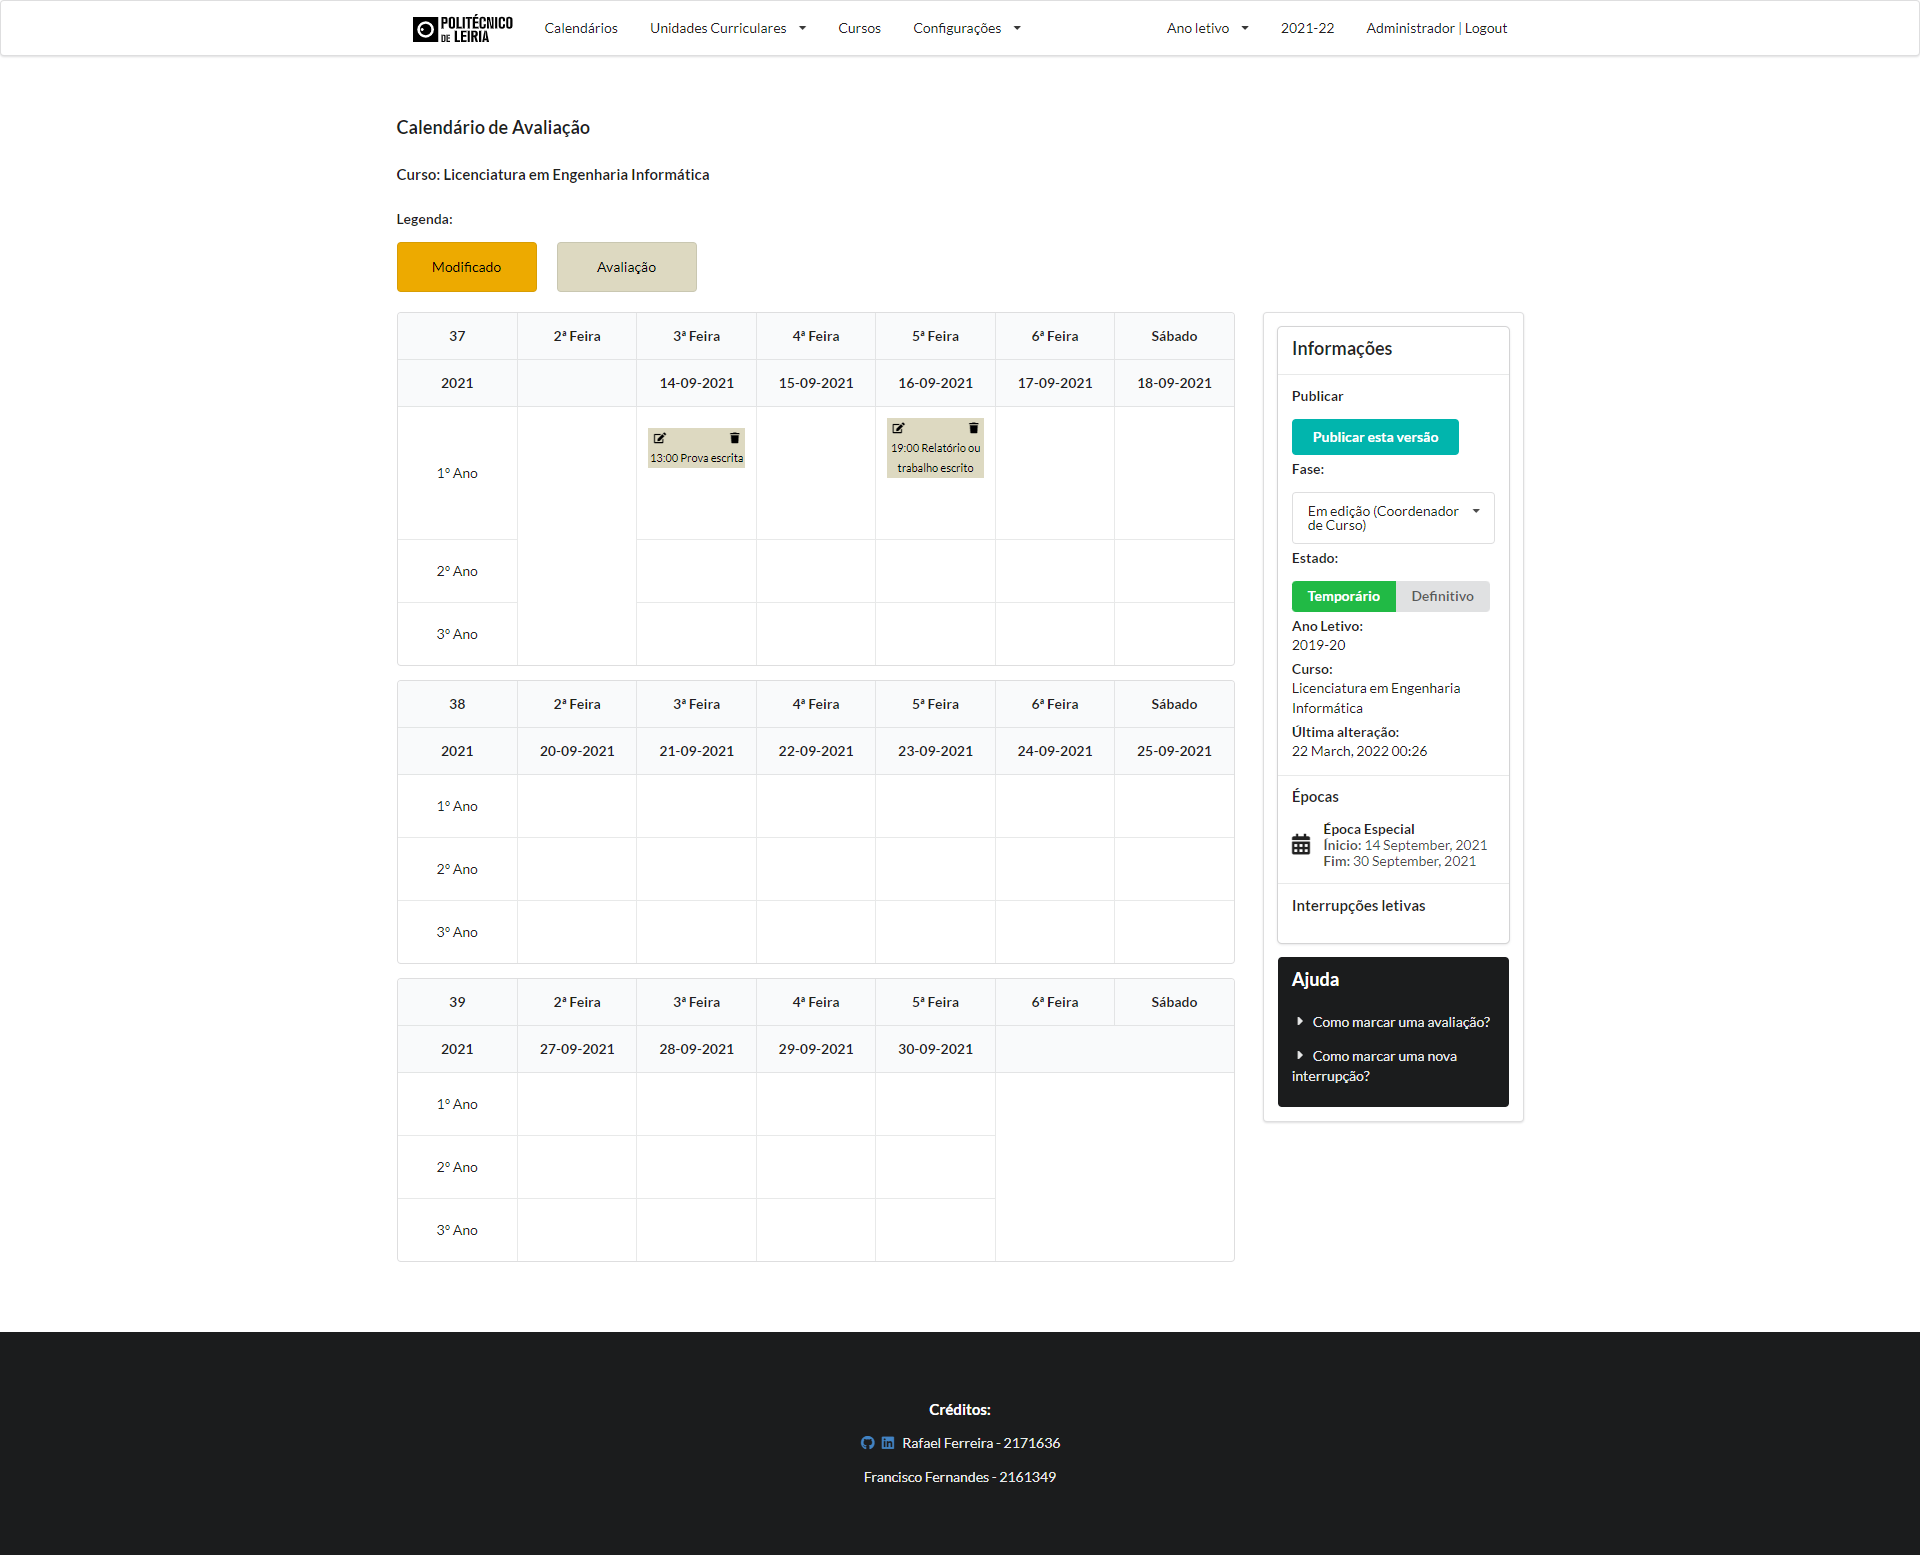 POLITÉCNICO
DE LEIRIA
Calendários
Unidades Curriculares
Cursos
Configurações
Ano letivo
2021-22
Administrador | Logout
Calendário de Avaliação
Curso: Licenciatura em Engenharia Informática
Legenda:
Modificado
Avaliação
37 2ª Feira 3ª Feira 4ª Feira 5ª Feira 6ª Feira Sábado
2021 14-09-2021 15-09-2021 16-09-2021 17-09-2021 18-09-2021
1º Ano
13:00 Prova escrita
19:00 Relatório ou
trabalho escrito
2º Ano
3º Ano
38 2ª Feira 3ª Feira 4ª Feira 5ª Feira 6ª Feira Sábado
2021 20-09-2021 21-09-2021 22-09-2021 23-09-2021 24-09-2021 25-09-2021
1º Ano
2º Ano
3º Ano
39 2ª Feira 3ª Feira 4ª Feira 5ª Feira 6ª Feira Sábado
2021 27-09-2021 28-09-2021 29-09-2021 30-09-2021
1º Ano
2º Ano
3º Ano
Informações
Publicar
Publicar esta versão
Fase:
Em edição (Coordenador
de Curso)
Estado:
Temporário Definitivo
Ano Letivo:
2019-20
Curso:
Licenciatura em Engenharia
Informática
Última alteração:
22 March, 2022 00:26
Épocas
Época Especial
Ínicio: 14 September, 2021
Fim: 30 September, 2021
Interrupções letivas
Ajuda
Como marcar uma avaliação?
Como marcar uma nova
interrupção?
Créditos:
Rafael Ferreira - 2171636
Francisco Fernandes - 2161349